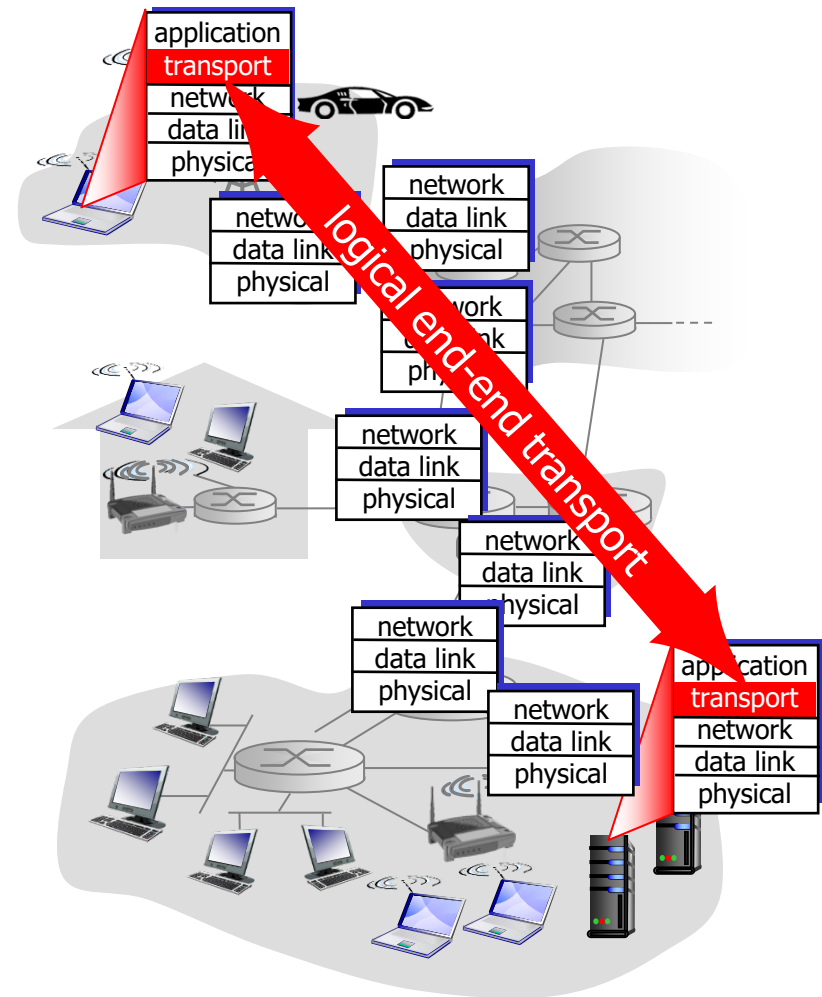 application
transport
network
data link
physical
network
data link
physical
network
data link
physical
logical end-end transport
network
data link
physical
network
data link
physical
network
data link
physical
network
data link
physical
application
transport
network
data link
physical